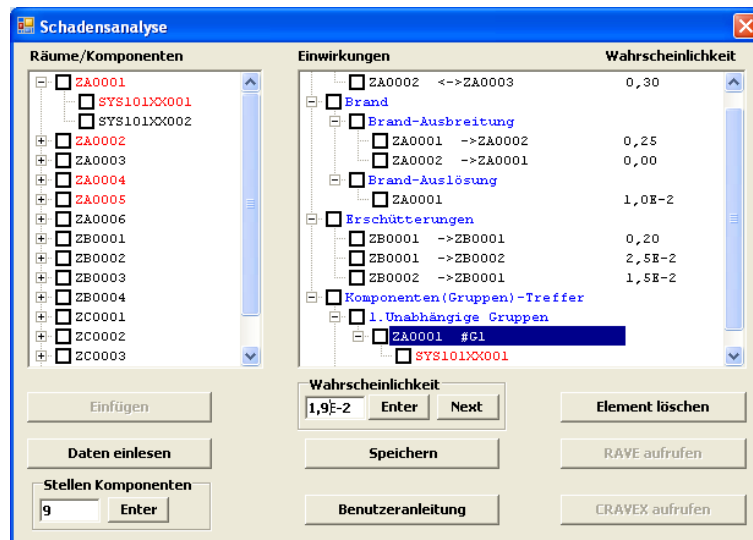 Schadensanalyse
Räume/Komponenten
ZA0001
SYS101XX001
SYS101XX002
ZA0002
ZA0003
ZA0004
ZA0005
ZA0006
ZB0001
ZB0002
ZB0003
ZB0004
ZC0001
ZC0002
ZC0003
Einwirkungen Wahrscheinlichkeit
ZA0002 <->ZA0003 0,30
Brand
Brand-Ausbreitung
ZA0001 ->ZA0002 0,25
ZA0002 ->ZA0001 0,00
Brand-Auslösung
ZA0001 1,0E-2
Erschütterungen
ZB0001 ->ZB0001 0,20
ZB0001 ->ZB0002 2,5E-2
ZB0002 ->ZB0001 1,5E-2
Komponenten(Gruppen)-Treffer
1.Unabhängige Gruppen
ZA0001 #G1
SYS101XX001
Einfügen
Daten einlesen
Stellen Komponenten
9 Enter
Wahrscheinlichkeit
1,9E-2 Enter Next
Speichern
Benutzeranleitung
Element löschen
RAVE aufrufen
CRAVEX aufrufen